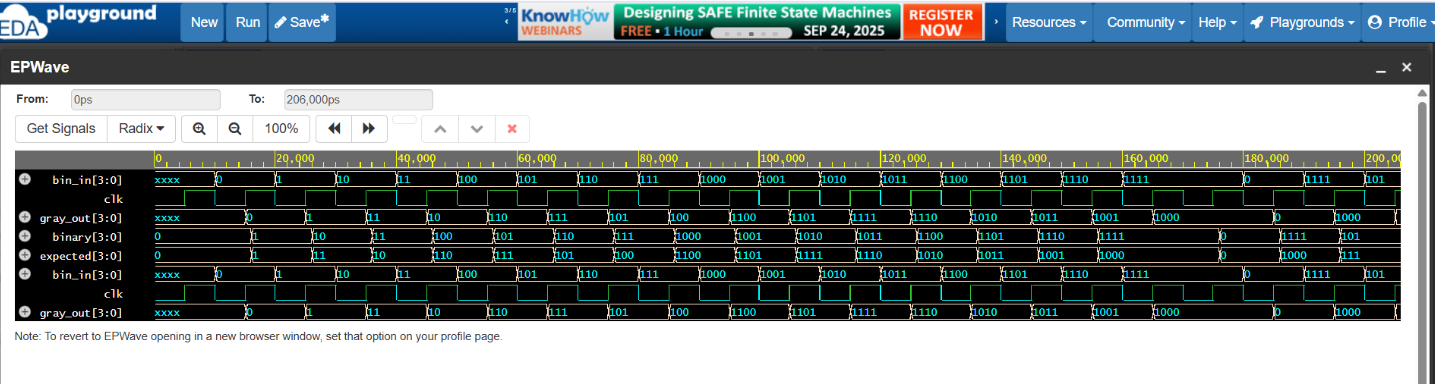 EDA playground New Run Save* 3/5 ‹ KnowHow WEBINARS Designing SAFE Finite State Machines FREE • 1 Hour SEP 24, 2025 REGISTER NOW › Resources Community Help Playgrounds Profile
EPWave
From: 0ps To: 206,000ps
Get Signals Radix 100%
0 20,000 40,000 60,000 80,000 100,000 120,000 140,000 160,000 180,000 200,0
bin_in[3:0] xxxx 0 1 10 11 100 101 110 111 1000 1001 1010 1011 1100 1101 1110 1111 0 1111 101
clk
gray_out[3:0] xxxx 0 1 11 10 110 111 101 100 1100 1101 1111 1110 1010 1011 1001 1000 0 1000
binary[3:0] 0 1 10 11 100 101 110 111 1000 1001 1010 1011 1100 1101 1110 1111 0 1111 101
expected[3:0] 0 1 11 10 110 111 101 100 1100 1101 1111 1110 1010 1011 1001 1000 0 1000 111
bin_in[3:0] xxxx 0 1 10 11 100 101 110 111 1000 1001 1010 1011 1100 1101 1110 1111 0 1111 101
clk
gray_out[3:0] xxxx 0 1 11 10 110 111 101 100 1100 1101 1111 1110 1010 1011 1001 1000 0 1000
Note: To revert to EPWave opening in a new browser window, set that option on your profile page.